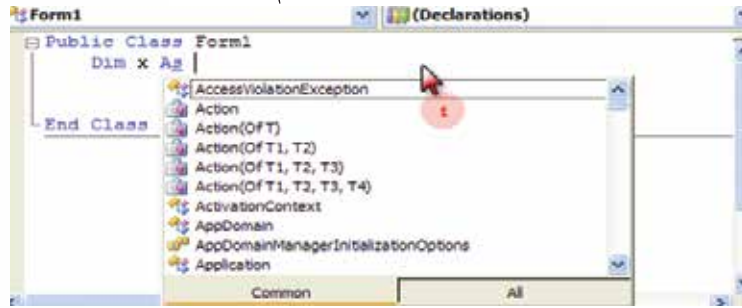 Form1 (Declarations)
Public Class Form1
Dim x As
AccessViolationException
Action
Action(Of T)
Action(Of T1, T2)
Action(Of T1, T2, T3)
Action(Of T1, T2, T3, T4)
ActivationContext
AppDomain
AppDomainManagerInitializationOptions
Application
Common All
End Class